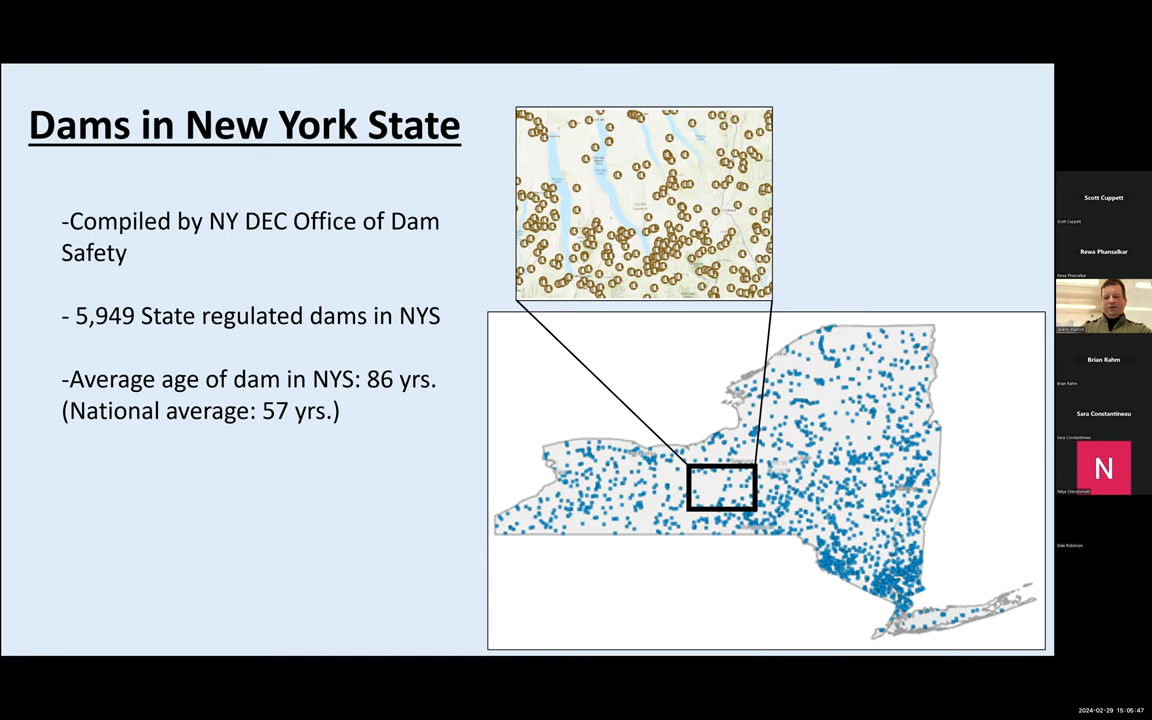 Dams in New York State
-Compiled by NY DEC Office of Dam
Safety
- 5,949 State regulated dams in NYS
-Average age of dam in NYS: 86 yrs.
(National average: 57 yrs.)
Scott Cuppett
Scott Cuppett
Rewa Phansalkar
Rewa Phansalkar
Brian Rahm
Brian Rahm
Sara Constantineau
Sara Constantineau
N
Dale Robinson
2024-02-29 15:05:47